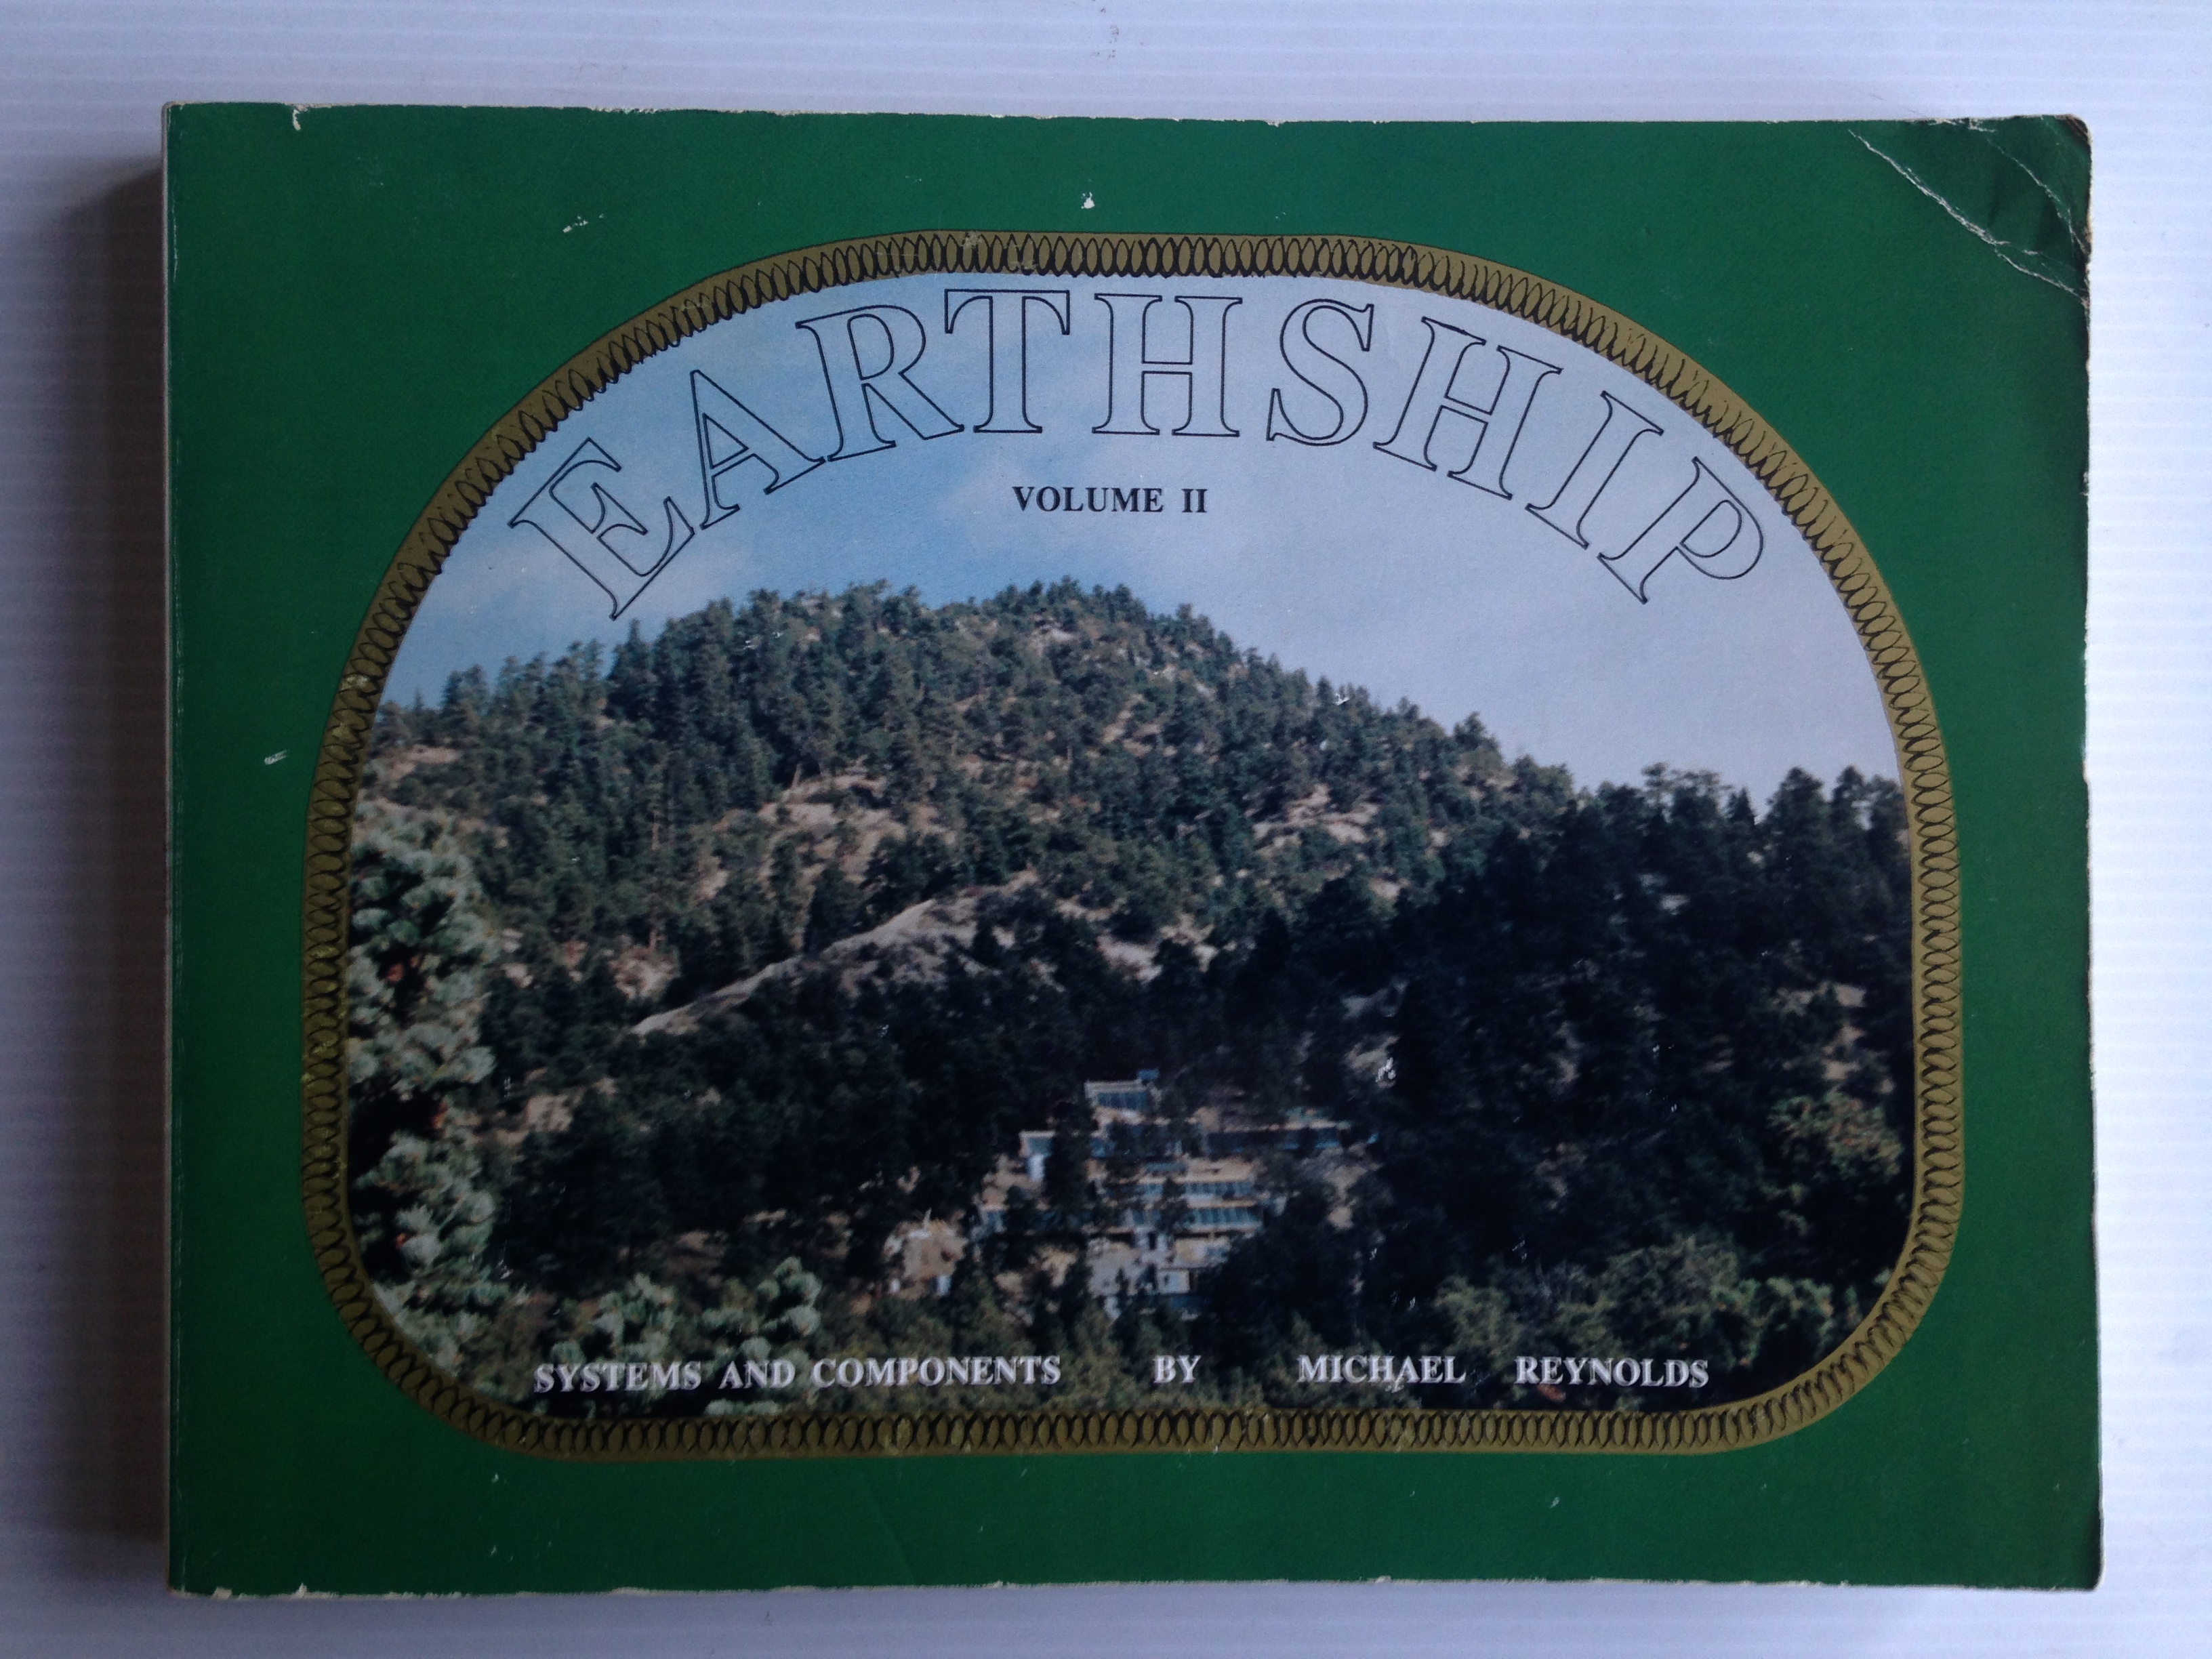 EARTHSHIP
VOLUME II
SYSTEMS AND COMPONENTS BY MICHAEL REYNOLDS